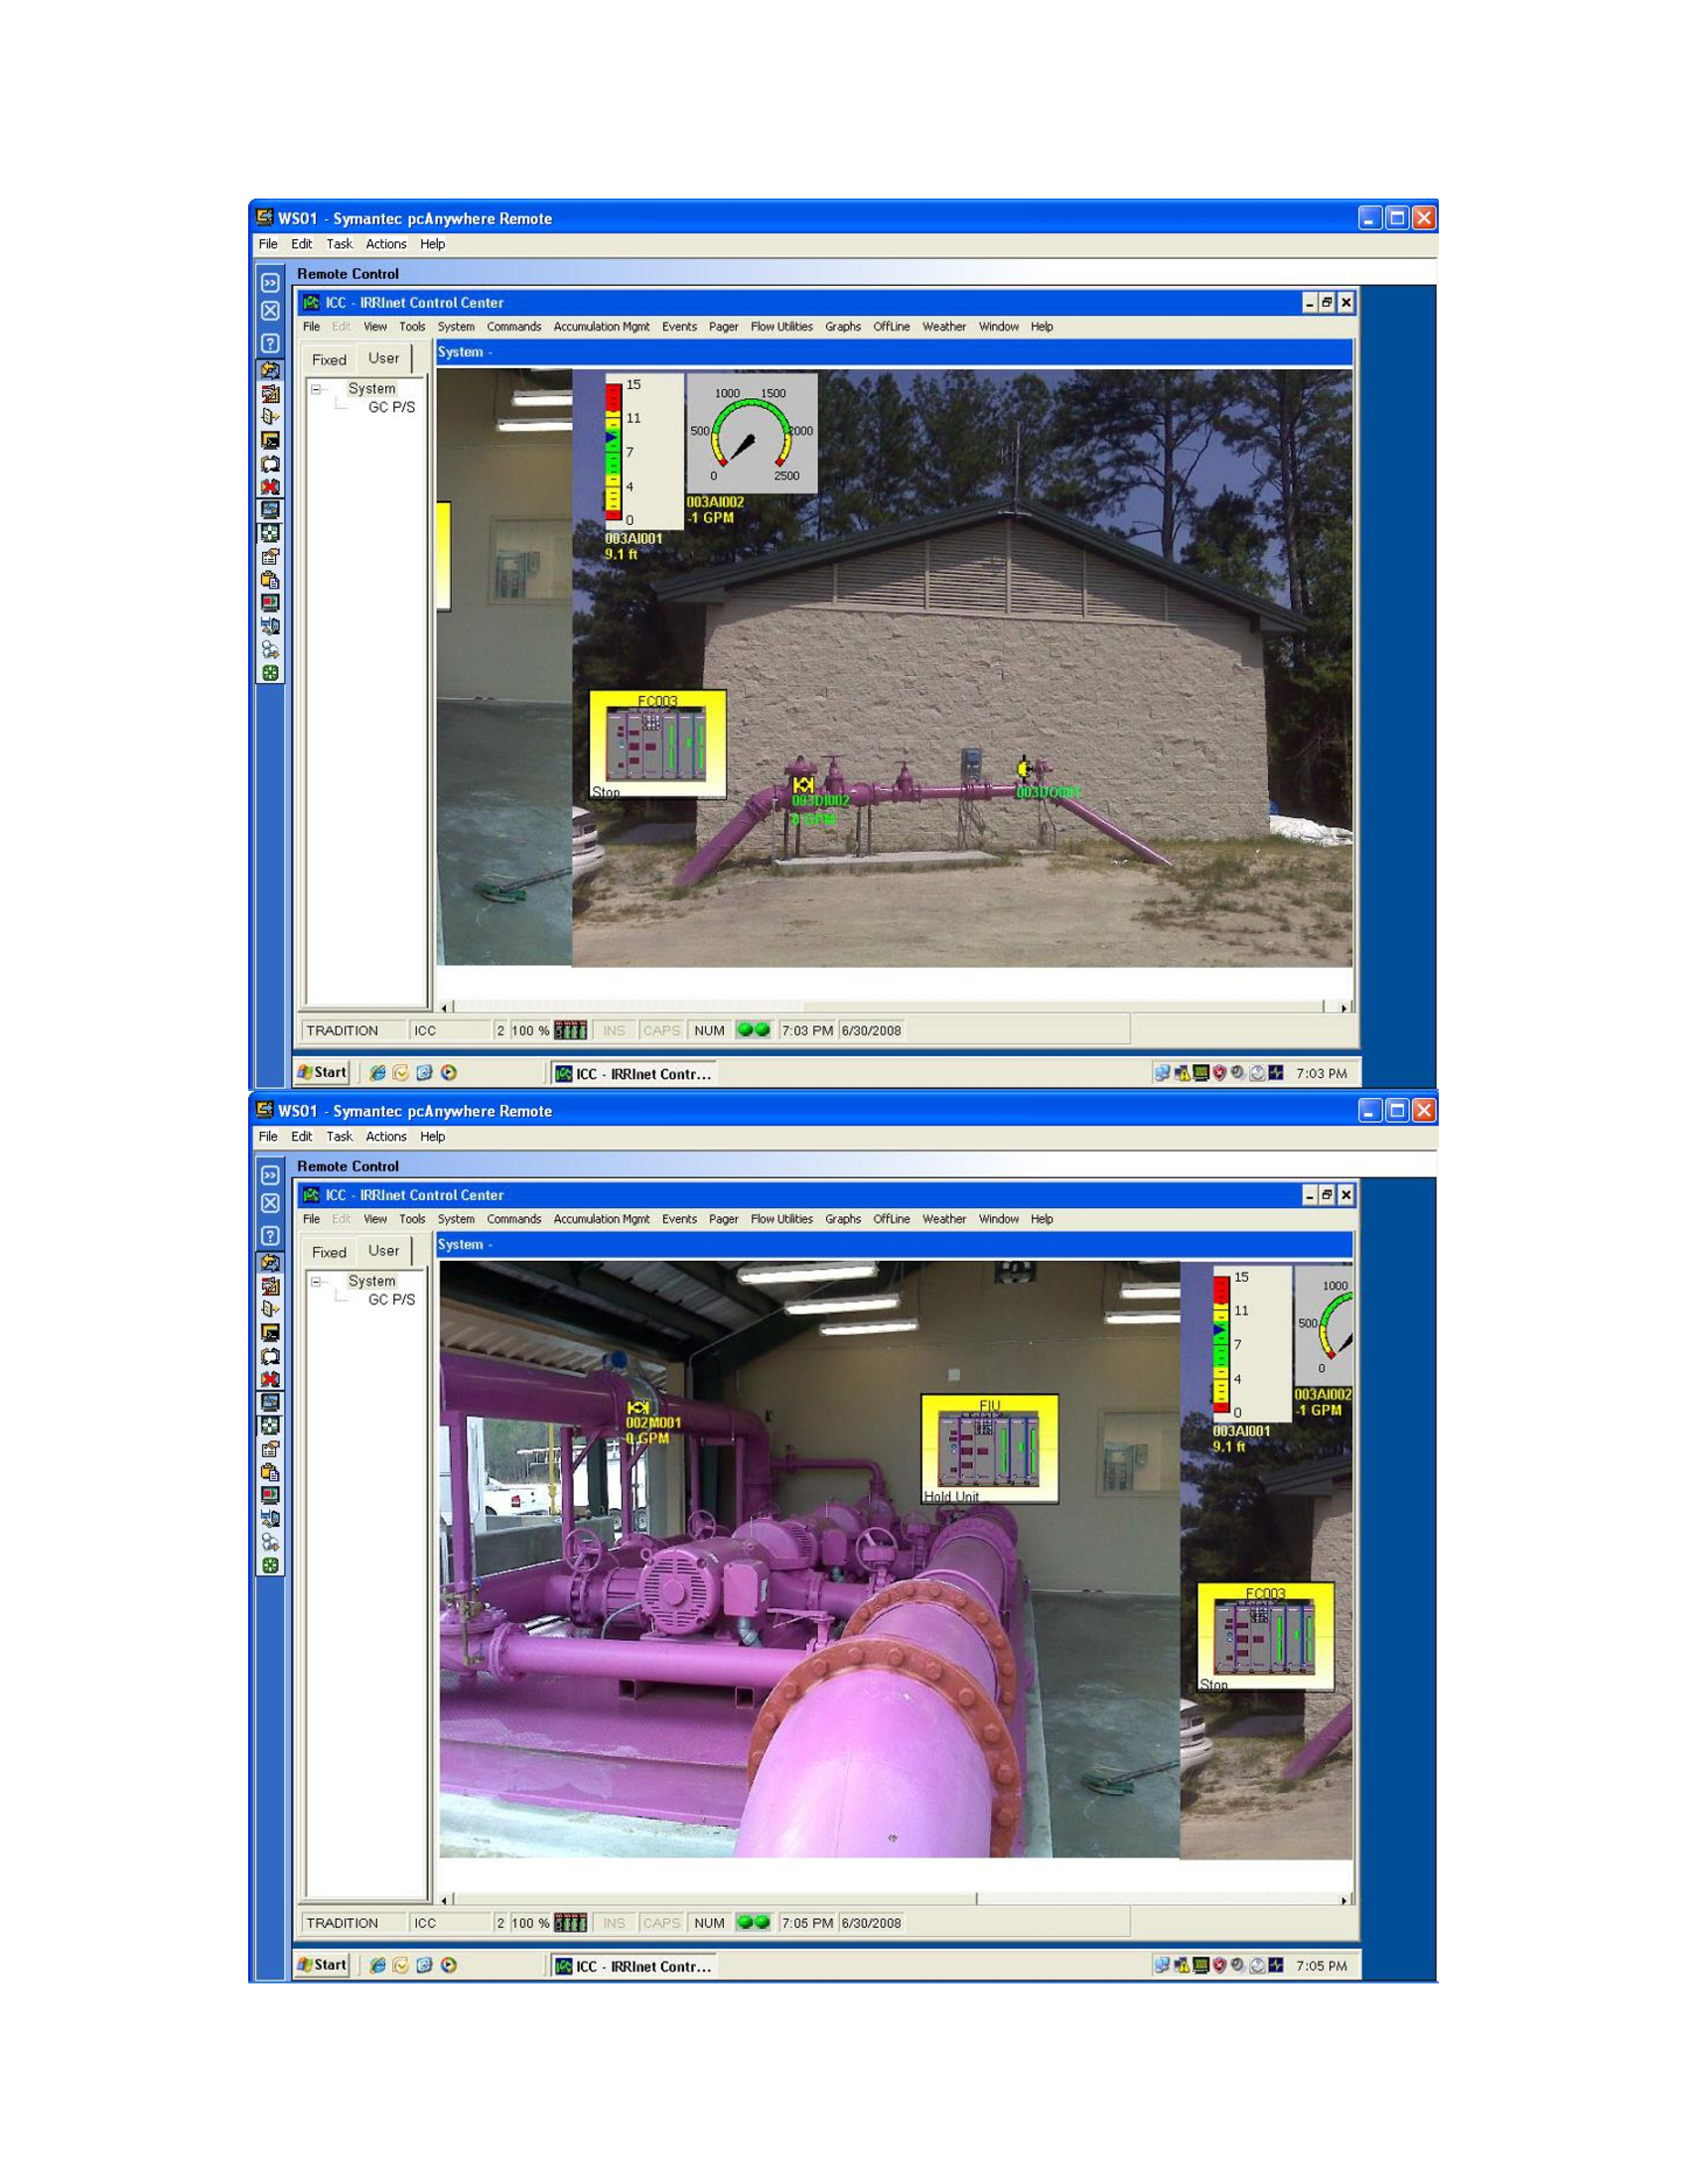 WS01 - Symantec pcAnywhere Remote
File Edit Task Actions Help
Remote Control
ICC - IRRInet Control Center
File Edit View Tools System Commands Accumulation Mgmt Events Pager Flow Utilities Graphs OffLine Weather Window Help
Fixed User
System -
System
GC P/S
15
11
7
4
0
003AI001
9.1 ft
1000 1500
500 2000
0 2500
003AI002
-1 GPM
FC003
Stop
003DI002
0 GPM
003DO001
TRADITION ICC 2 100 % INS CAPS NUM 7:03 PM 6/30/2008
Start ICC - IRRInet Contr... 7:03 PM
WS01 - Symantec pcAnywhere Remote
File Edit Task Actions Help
Remote Control
ICC - IRRInet Control Center
File Edit View Tools System Commands Accumulation Mgmt Events Pager Flow Utilities Graphs OffLine Weather Window Help
Fixed User
System -
System
GC P/S
002M001
0 GPM
FIU
Hold Unit
15
11
7
4
0
003AI001
9.1 ft
1000
500
0
003AI002
-1 GPM
FC003
Stop
TRADITION ICC 2 100 % INS CAPS NUM 7:05 PM 6/30/2008
Start ICC - IRRInet Contr... 7:05 PM